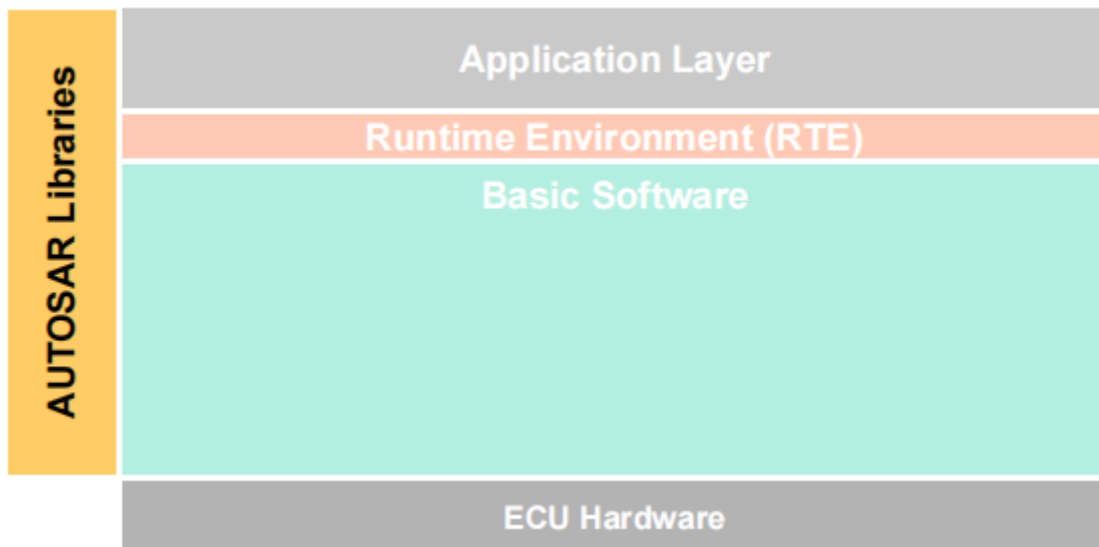 AUTOSAR Libraries
Application Layer
Runtime Environment (RTE)
Basic Software
ECU Hardware